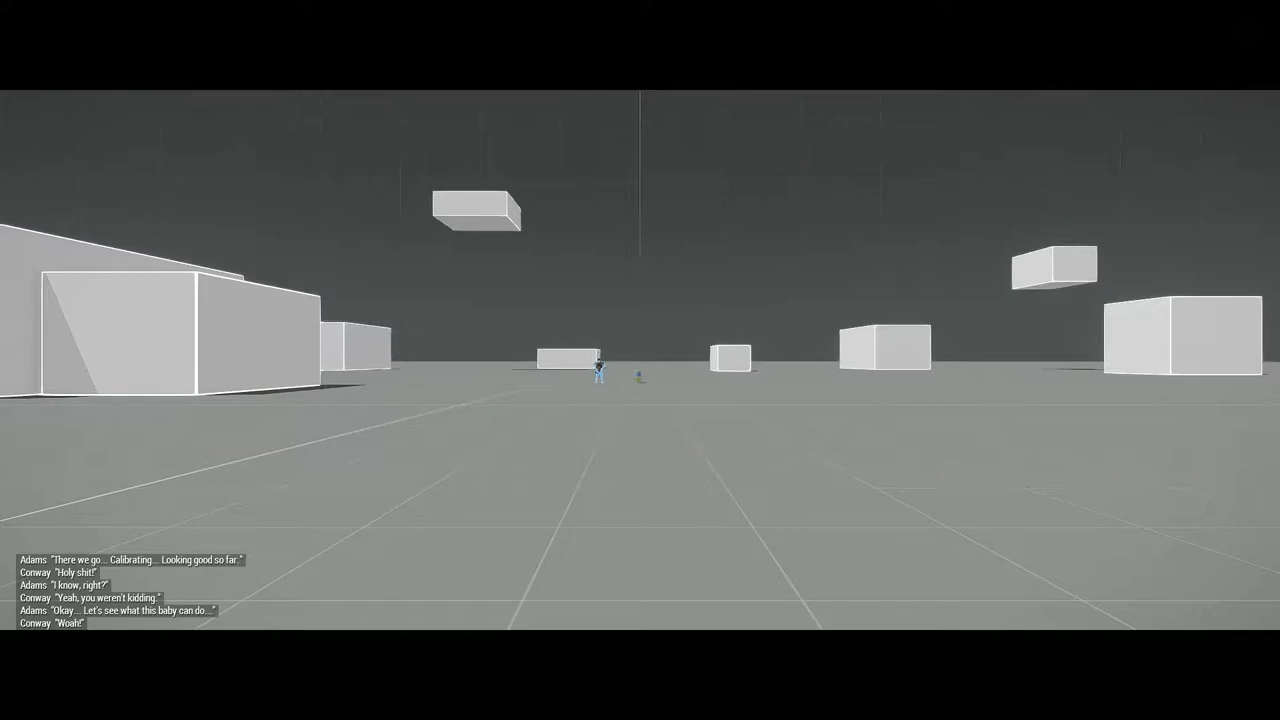 Adams "There we go... Calibrating... Looking good so far."
Conway "Holy shit!"
Adams "I know, right?"
Conway "Yeah, you weren't kidding."
Adams "Okay... Let's see what this baby can do..."
Conway "Woah!"